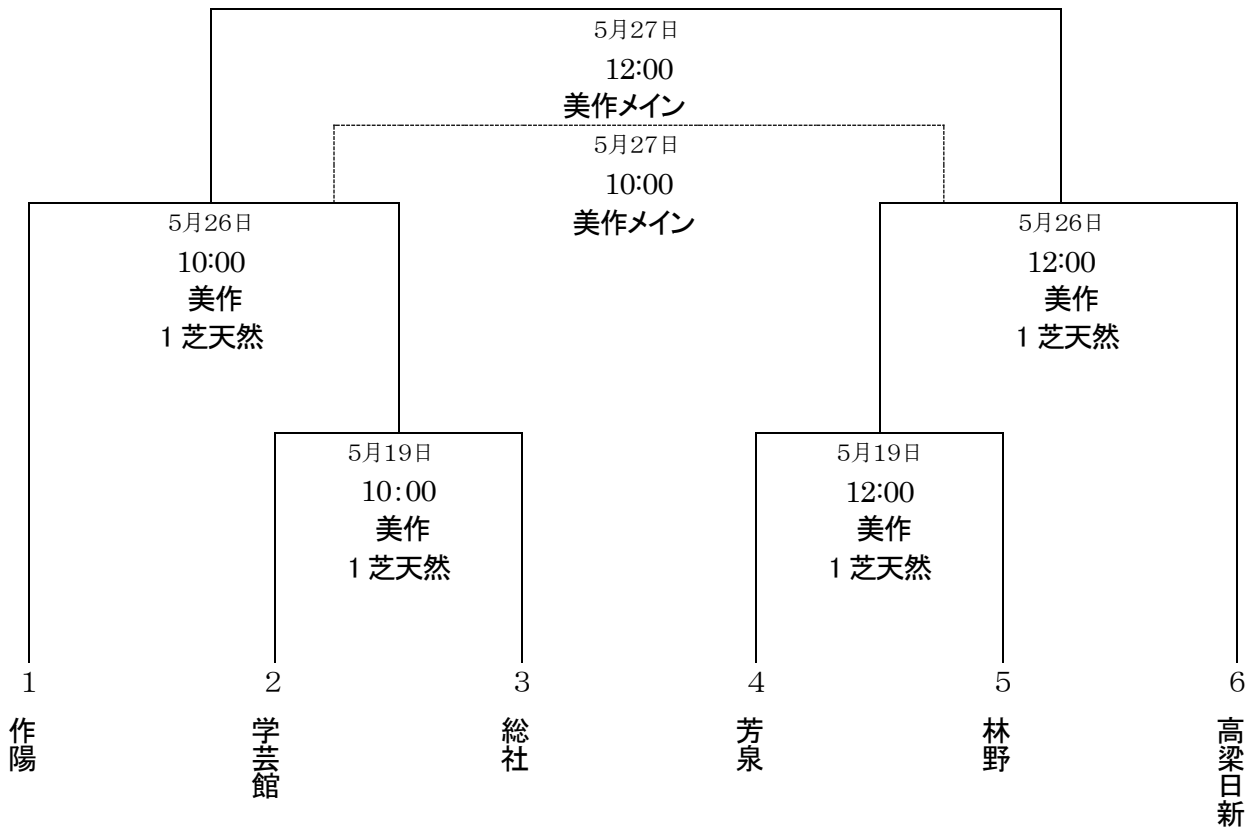 5月27日
12:00
美作メイン
5月27日
10:00
美作メイン
5月26日
10:00
美作
1芝天然
5月26日
12:00
美作
1芝天然
5月19日
10:00
美作
1芝天然
5月19日
12:00
美作
1芝天然
1
2
3
4
5
6
作陽
学芸館
総社
芳泉
林野
高梁日新